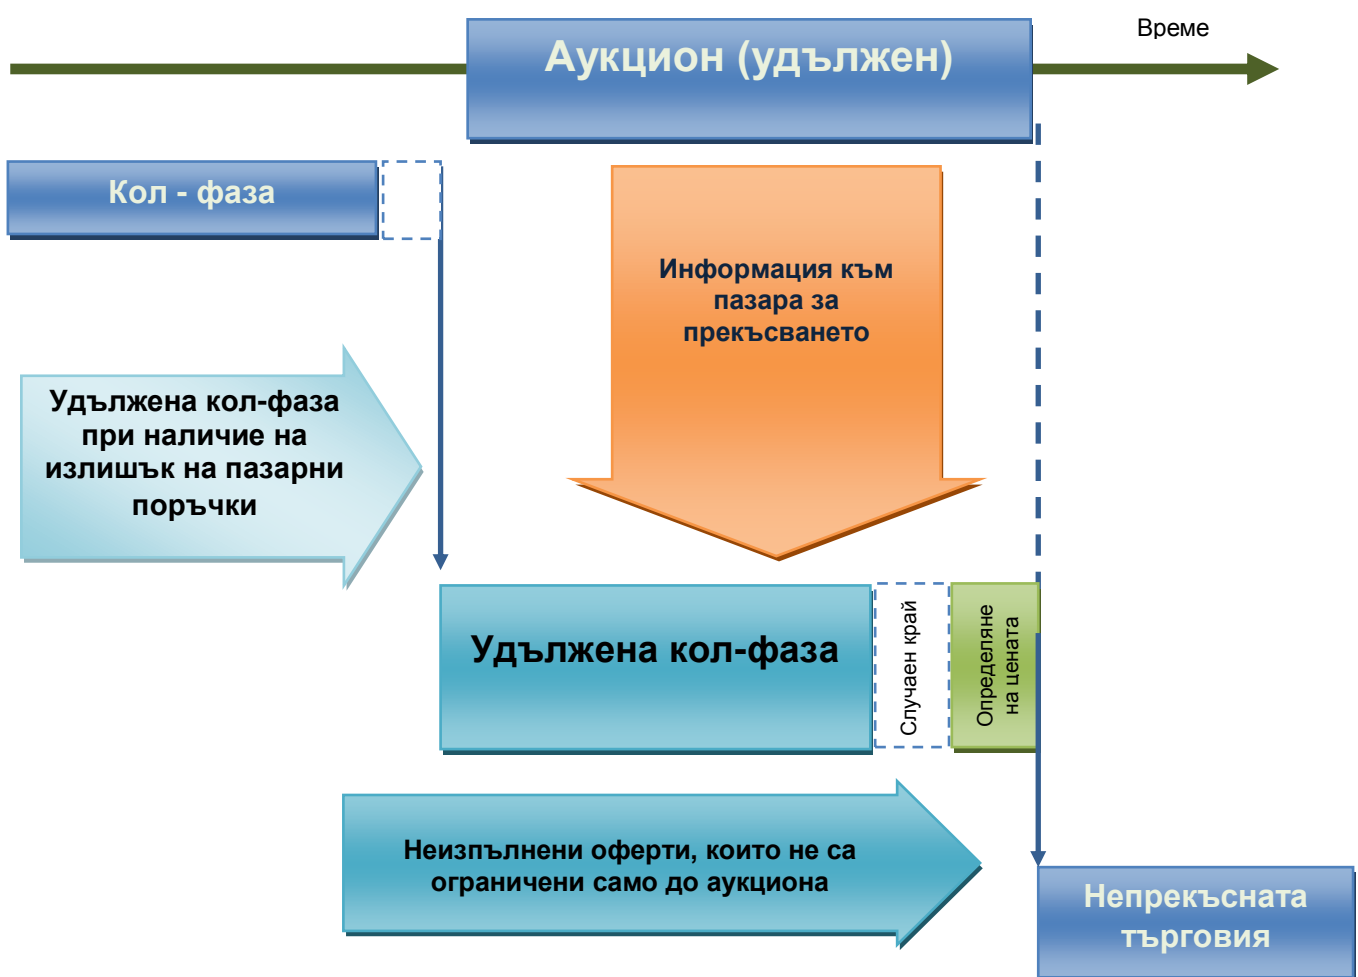 Време
Аукцион (удължен)
Кол - фаза
Информация към
пазара за
прекъсването
Удължена кол-фаза
при наличие на
излишък на пазарни
поръчки
Удължена кол-фаза
Случаен край
Определяне
на цената
Неизпълнени оферти, които не са
ограничени само до аукциона
Непрекъсната
търговия